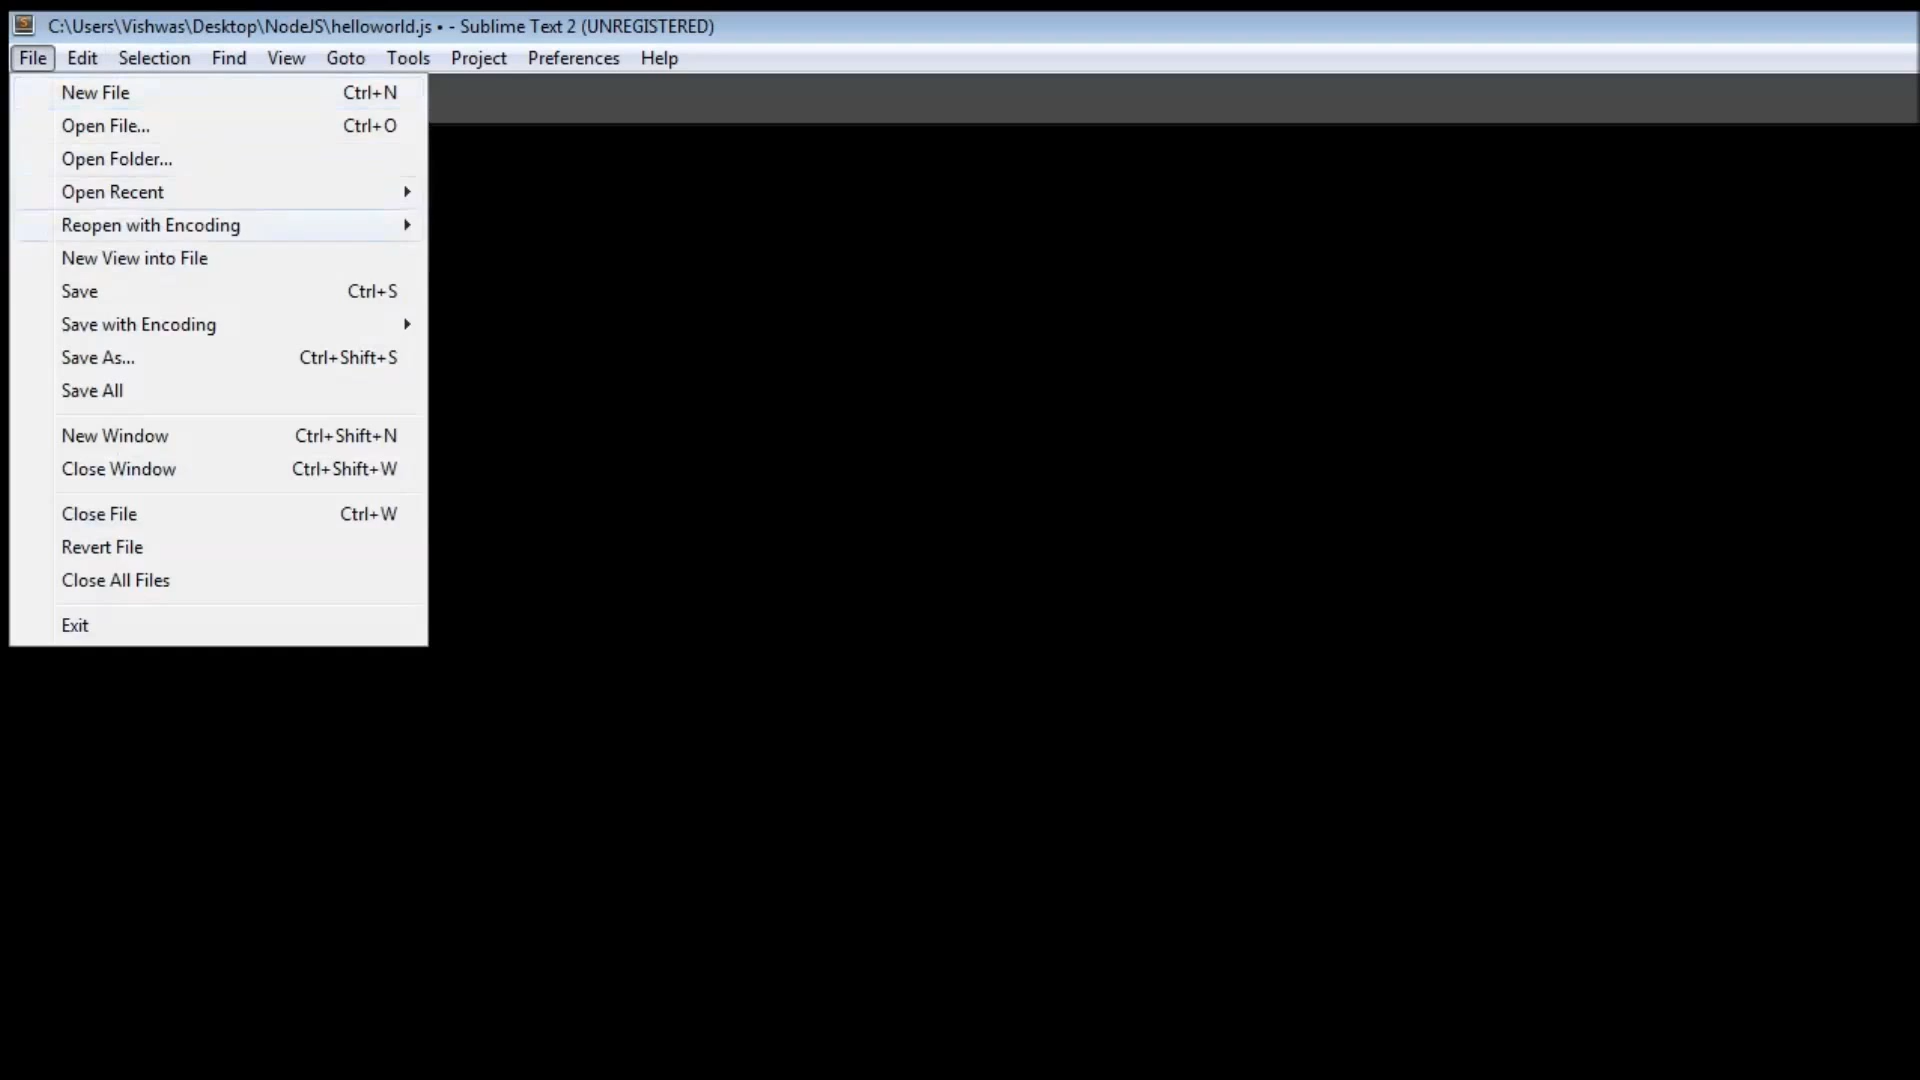 C:\Users\Vishwas\Desktop\NodeJS\helloworld.js • - Sublime Text 2 (UNREGISTERED)
File Edit Selection Find View Goto Tools Project Preferences Help
New File Ctrl+N
Open File... Ctrl+O
Open Folder...
Open Recent
Reopen with Encoding
New View into File
Save Ctrl+S
Save with Encoding
Save As... Ctrl+Shift+S
Save All
New Window Ctrl+Shift+N
Close Window Ctrl+Shift+W
Close File Ctrl+W
Revert File
Close All Files
Exit